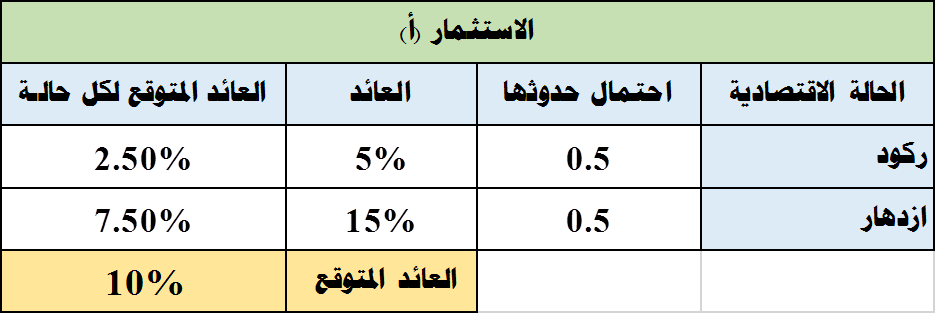 الاستثمار (أ)
الحالة الاقتصادية احتمال حدوثها العائد العائد المتوقع لكل حالة
ركود 0.5 5% 2.50%
ازدهار 0.5 15% 7.50%
العائد المتوقع 10%